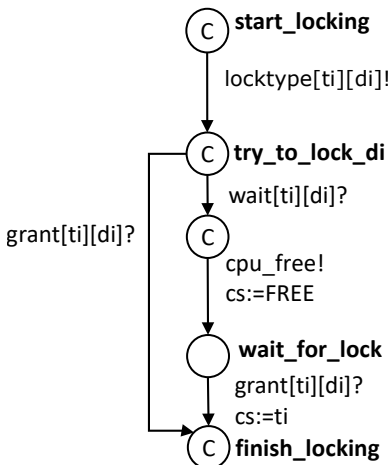 C
start_locking
locktype[ti][di]!
C
try_to_lock_di
wait[ti][di]?
grant[ti][di]?
C
cpu_free!
cs:=FREE
wait_for_lock
grant[ti][di]?
cs:=ti
C
finish_locking